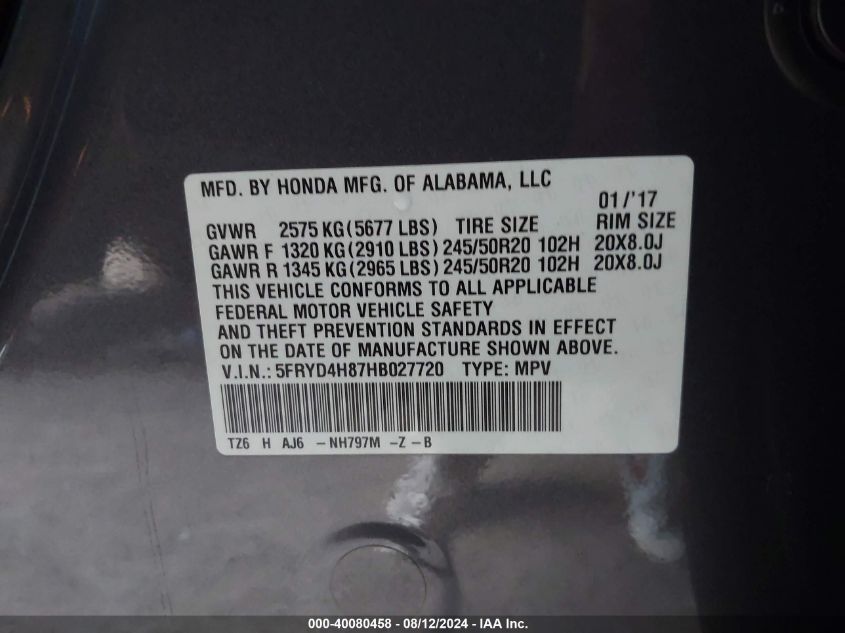 MFD. BY HONDA MFG. OF ALABAMA, LLC
01/'17
GVWR 2575 KG(5677 LBS) TIRE SIZE RIM SIZE
GAWR F 1320 KG(2910 LBS) 245/50R20 102H 20X8.0J
GAWR R 1345 KG(2965 LBS) 245/50R20 102H 20X8.0J
THIS VEHICLE CONFORMS TO ALL APPLICABLE
FEDERAL MOTOR VEHICLE SAFETY
AND THEFT PREVENTION STANDARDS IN EFFECT
ON THE DATE OF MANUFACTURE SHOWN ABOVE.
V.I.N.: 5FRYD4H87HB027720 TYPE: MPV
TZ6 H AJ6 -NH797M -Z-B
000-40080458 - 08/12/2024 - IAA Inc.